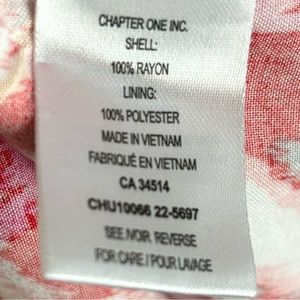 CHAPTER ONE INC.
SHELL:
100% RAYON
LINING:
100% POLYESTER
MADE IN VIETNAM
FABRIQUÉ EN VIETNAM
CA 34514
CHU10066 22-5697
SEE NOIR REVERSE
FOR CARE / POUR LAVAGE